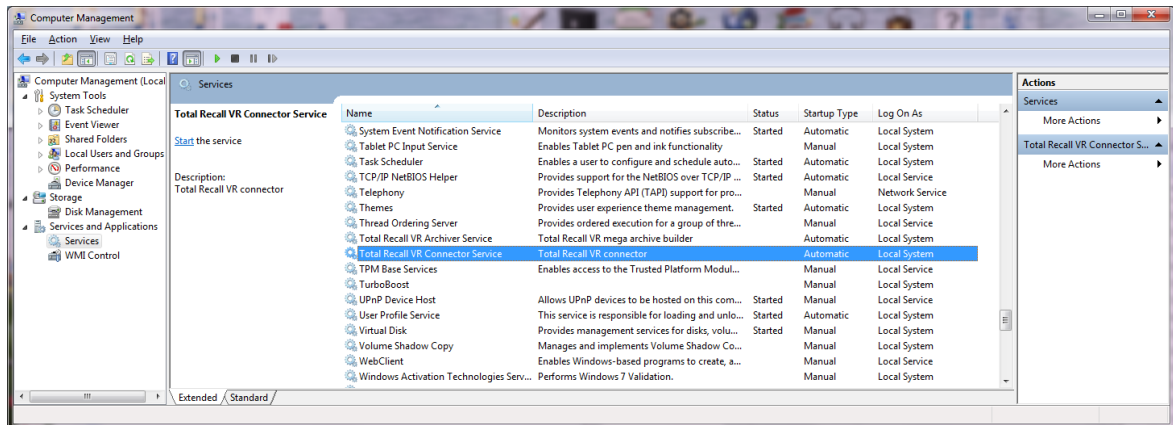 Computer Management
File Action View Help
Computer Management (Local
System Tools
Task Scheduler
Event Viewer
Shared Folders
Local Users and Groups
Performance
Device Manager
Storage
Disk Management
Services and Applications
Services
WMI Control
Services
Total Recall VR Connector Service
Start the service
Description:
Total Recall VR connector
Name Description Status Startup Type Log On As
System Event Notification Service Monitors system events and notifies subscribe... Started Automatic Local System
Tablet PC Input Service Enables Tablet PC pen and ink functionality Manual Local System
Task Scheduler Enables a user to configure and schedule auto... Started Automatic Local System
TCP/IP NetBIOS Helper Provides support for the NetBIOS over TCP/IP ... Started Automatic Local Service
Telephony Provides Telephony API (TAPI) support for pro... Manual Network Service
Themes Provides user experience theme management. Started Automatic Local System
Thread Ordering Server Provides ordered execution for a group of thre... Manual Local Service
Total Recall VR Archiver Service Total Recall VR mega archive builder Automatic Local System
Total Recall VR Connector Service Total Recall VR connector Automatic Local System
TPM Base Services Enables access to the Trusted Platform Modul... Manual Local Service
TurboBoost Manual Local System
UPnP Device Host Allows UPnP devices to be hosted on this com... Started Manual Local Service
User Profile Service This service is responsible for loading and unlo... Started Automatic Local System
Virtual Disk Provides management services for disks, volu... Started Manual Local System
Volume Shadow Copy Manages and implements Volume Shadow Co... Manual Local System
WebClient Enables Windows-based programs to create, a... Manual Local Service
Windows Activation Technologies Serv... Performs Windows 7 Validation. Manual Local System
Extended Standard
Actions
Services
More Actions
Total Recall VR Connector S...
More Actions